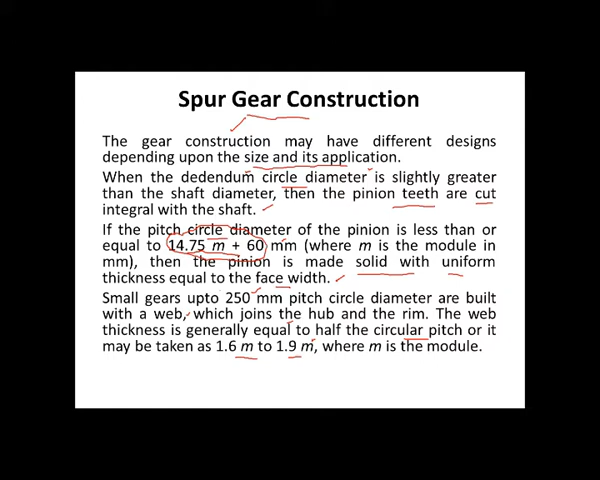 Spur Gear Construction
The gear construction may have different designs
depending upon the size and its application.
When the dedendum circle diameter is slightly greater
than the shaft diameter, then the pinion teeth are cut
integral with the shaft.
If the pitch circle diameter of the pinion is less than or
equal to 14.75 m + 60 mm (where m is the module in
mm), then the pinion is made solid with uniform
thickness equal to the face width.
Small gears upto 250 mm pitch circle diameter are built
with a web, which joins the hub and the rim. The web
thickness is generally equal to half the circular pitch or it
may be taken as 1.6 m to 1.9 m, where m is the module.